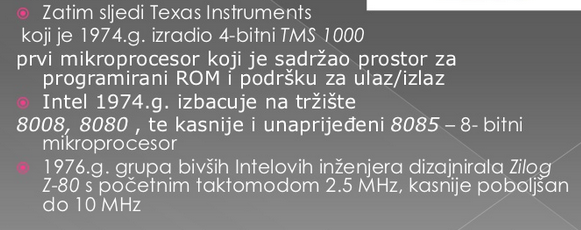 Zatim sljedi Texas Instruments
koji je 1974.g. izradio 4-bitni TMS 1000
prvi mikroprocesor koji je sadržao prostor za
programirani ROM i podršku za ulaz/izlaz
Intel 1974.g. izbacuje na tržište
8008, 8080 , te kasnije i unaprijeđeni 8085 – 8- bitni
mikroprocesor
1976.g. grupa bivših Intelovih inženjera dizajnirala Zilog
Z-80 s početnim taktomodom 2.5 MHz, kasnije poboljšan
do 10 MHz